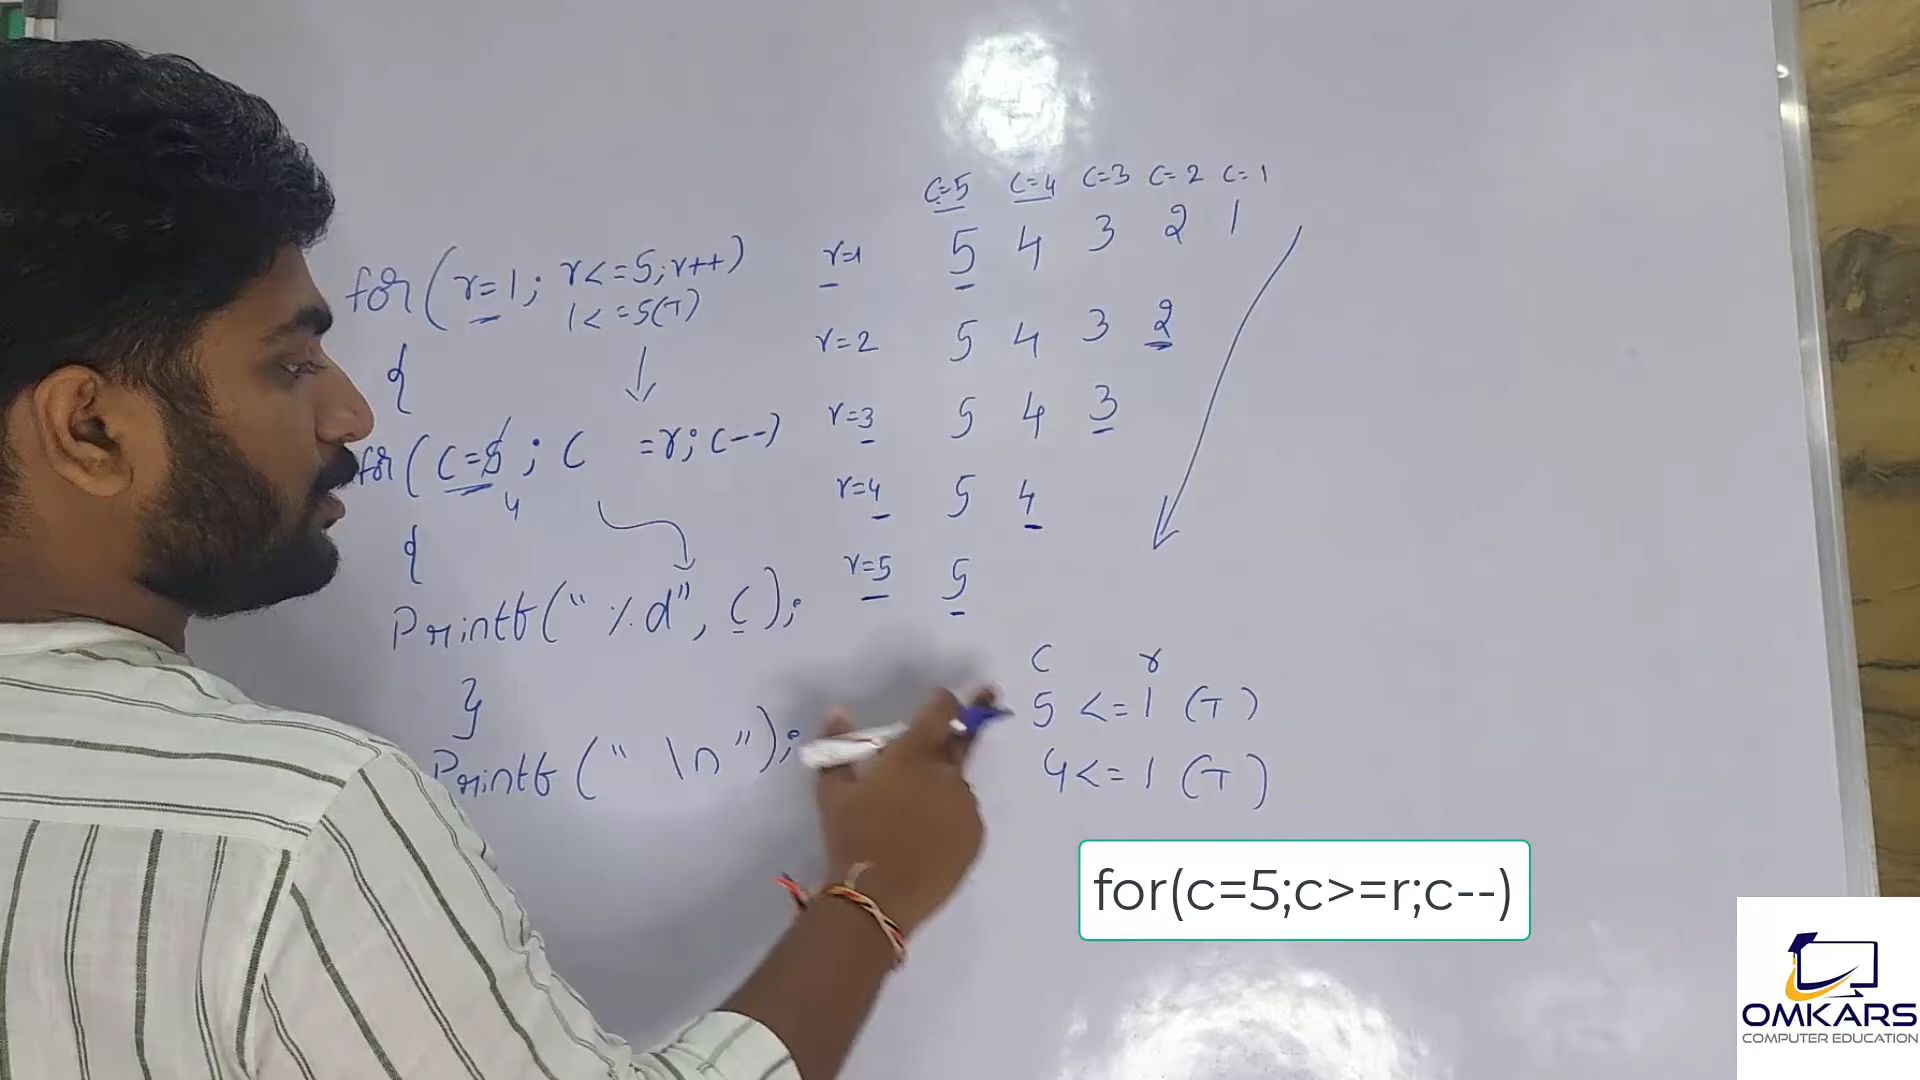 c=5 c=4 c=3 c=2 c=1
for(r=1; r<=5;r++)
1<=5(T)
{
for(c=5; c =r; c--)
4
{
Printf("%d", c);
}
Printf("\n");
r=1 5 4 3 2 1
r=2 5 4 3 2
r=3 5 4 3
r=4 5 4
r=5 5
c r
5 <=1 (T)
4<=1 (T)
for(c=5;c>=r;c--)
OMKARS
COMPUTER EDUCATION